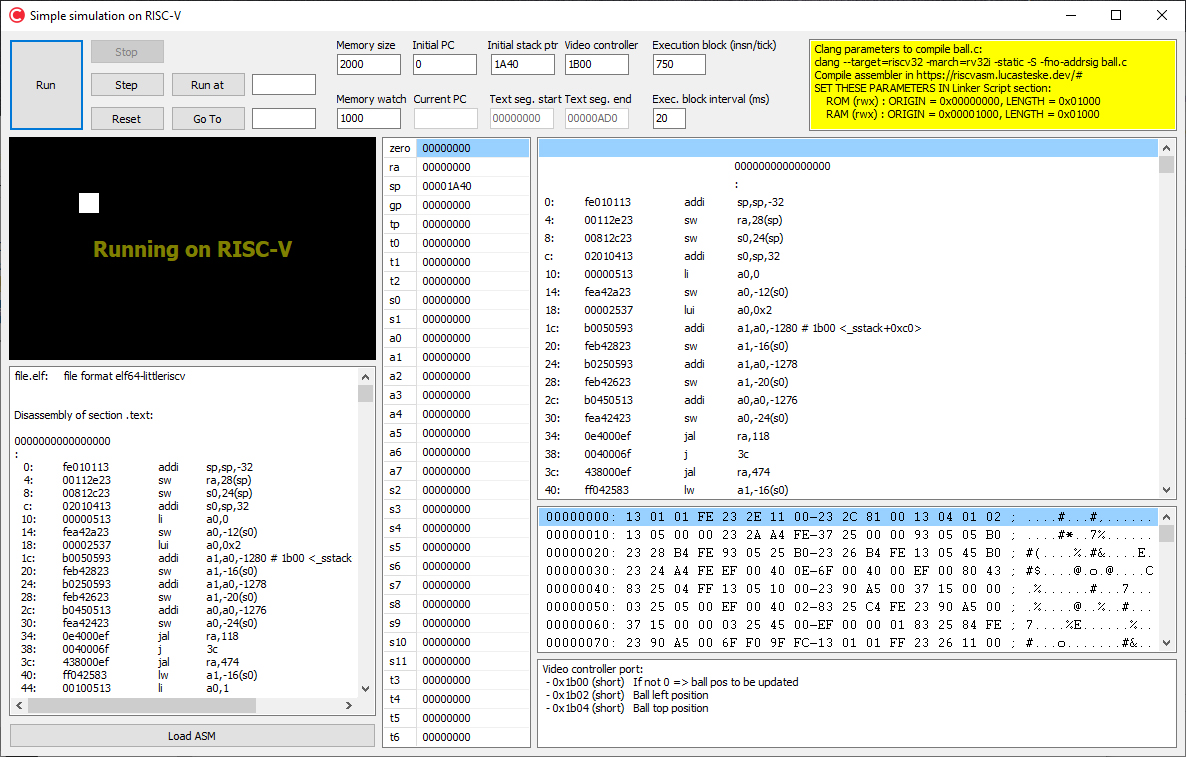 Simple simulation on RISC-V
Run
Stop
Step
Run at
Reset
Go To
Memory size
2000
Initial PC
0
Initial stack ptr
1A40
Video controller
1B00
Execution block (insn/tick)
750
Memory watch
1000
Current PC
Text seg. start
00000000
Text seg. end
00000AD0
Exec. block interval (ms)
20
Clang parameters to compile ball.c:
clang --target=riscv32 -march=rv32i -static -S -fno-addrsig ball.c
Compile assembler in https://riscvasm.lucasteske.dev/#
SET THESE PARAMETERS IN Linker Script section:
ROM (rwx) : ORIGIN = 0x00000000, LENGTH = 0x01000
RAM (rwx) : ORIGIN = 0x00001000, LENGTH = 0x01000
Running on RISC-V
file.elf: file format elf64-littleriscv
Disassembly of section .text:
0000000000000000
:
0: fe010113 addi sp,sp,-32
4: 00112e23 sw ra,28(sp)
8: 00812c23 sw s0,24(sp)
c: 02010413 addi s0,sp,32
10: 00000513 li a0,0
14: fea42a23 sw a0,-12(s0)
18: 00002537 lui a0,0x2
1c: b0050593 addi a1,a0,-1280 # 1b00 <_sstack
20: feb42823 sw a1,-16(s0)
24: b0250593 addi a1,a0,-1278
28: feb42623 sw a1,-20(s0)
2c: b0450513 addi a0,a0,-1276
30: fea42423 sw a0,-24(s0)
34: 0e4000ef jal ra,118
38: 0040006f j 3c
3c: 438000ef jal ra,474
40: ff042583 lw a1,-16(s0)
44: 00100513 li a0,1
Load ASM
zero 00000000
ra 00000000
sp 00001A40
gp 00000000
tp 00000000
t0 00000000
t1 00000000
t2 00000000
s0 00000000
s1 00000000
a0 00000000
a1 00000000
a2 00000000
a3 00000000
a4 00000000
a5 00000000
a6 00000000
a7 00000000
s2 00000000
s3 00000000
s4 00000000
s5 00000000
s6 00000000
s7 00000000
s8 00000000
s9 00000000
s10 00000000
s11 00000000
t3 00000000
t4 00000000
t5 00000000
t6 00000000
0000000000000000
:
0: fe010113 addi sp,sp,-32
4: 00112e23 sw ra,28(sp)
8: 00812c23 sw s0,24(sp)
c: 02010413 addi s0,sp,32
10: 00000513 li a0,0
14: fea42a23 sw a0,-12(s0)
18: 00002537 lui a0,0x2
1c: b0050593 addi a1,a0,-1280 # 1b00 <_sstack+0xc0>
20: feb42823 sw a1,-16(s0)
24: b0250593 addi a1,a0,-1278
28: feb42623 sw a1,-20(s0)
2c: b0450513 addi a0,a0,-1276
30: fea42423 sw a0,-24(s0)
34: 0e4000ef jal ra,118
38: 0040006f j 3c
3c: 438000ef jal ra,474
40: ff042583 lw a1,-16(s0)
00000000: 13 01 01 FE 23 2E 11 00-23 2C 81 00 13 04 01 02 ; ....#...#,.......
00000010: 13 05 00 00 23 2A A4 FE-37 25 00 00 93 05 05 B0 ; ....#*..7%......
00000020: 23 28 B4 FE 93 05 25 B0-23 26 B4 FE 13 05 45 B0 ; #(....%.#&....E.
00000030: 23 24 A4 FE EF 00 40 0E-6F 00 40 00 EF 00 80 43 ; #$....@.o.@....C
00000040: 83 25 04 FF 13 05 10 00-23 90 A5 00 37 15 00 00 ; .%......#...7...
00000050: 03 25 05 00 EF 00 40 02-83 25 C4 FE 23 90 A5 00 ; .%....@..%..#...
00000060: 37 15 00 00 03 25 45 00-EF 00 00 01 83 25 84 FE ; 7....%E......%..
00000070: 23 90 A5 00 6F F0 9F FC-13 01 01 FF 23 26 11 00 ; #...o.......#&..
Video controller port:
- 0x1b00 (short) If not 0 => ball pos to be updated
- 0x1b02 (short) Ball left position
- 0x1b04 (short) Ball top position